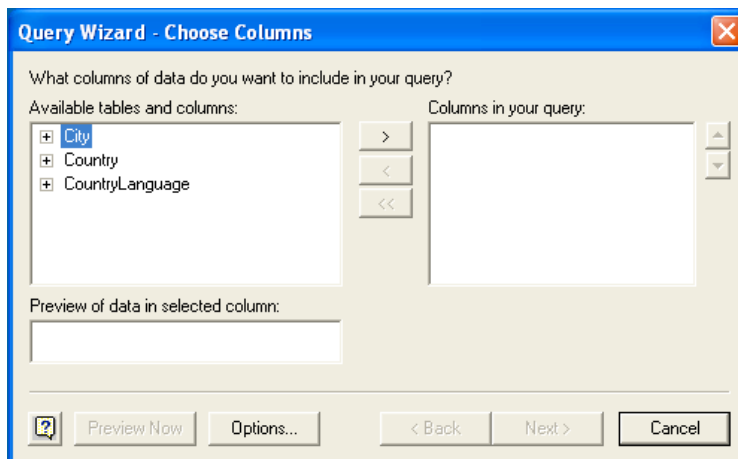 Query Wizard - Choose Columns
What columns of data do you want to include in your query?
Available tables and columns:
Columns in your query:
City
Country
CountryLanguage
>
<
<<
Preview of data in selected column:
Preview Now
Options...
< Back
Next >
Cancel